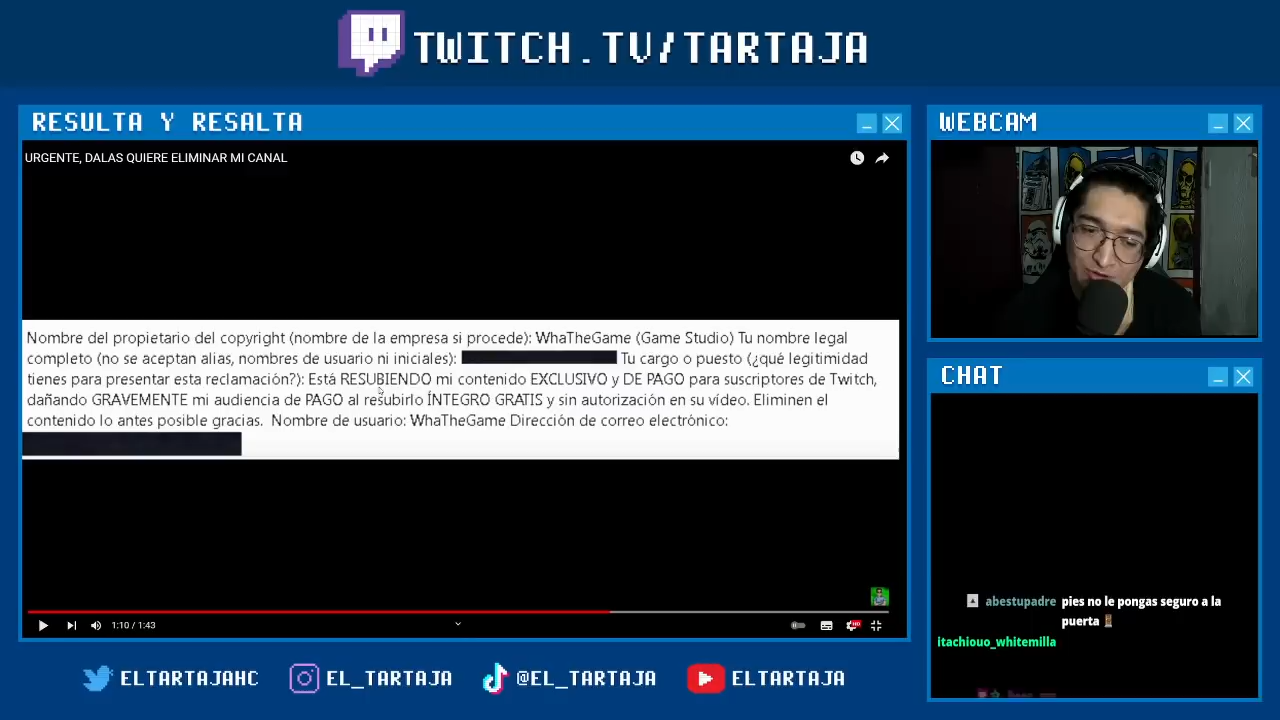 TWITCH.TV/TARTAJA
RESULTA Y RESALTA
URGENTE, DALAS QUIERE ELIMINAR MI CANAL
Nombre del propietario del copyright (nombre de la empresa si procede): WhaTheGame (Game Studio) Tu nombre legal
completo (no se aceptan alias, nombres de usuario ni iniciales): Tu cargo o puesto (¿qué legitimidad
tienes para presentar esta reclamación?): Está RESUBIENDO mi contenido EXCLUSIVO y DE PAGO para suscriptores de Twitch,
dañando GRAVEMENTE mi audiencia de PAGO al resubirlo ÍNTEGRO GRATIS y sin autorización en su vídeo. Eliminen el
contenido lo antes posible gracias. Nombre de usuario: WhaTheGame Dirección de correo electrónico:
1:10 / 1:43
HD
WEBCAM
CHAT
abestupadre pies no le pongas seguro a la
puerta
itachiouo_whitemilla
ELTARTAJAHC
EL_TARTAJA
@EL_TARTAJA
ELTARTAJA